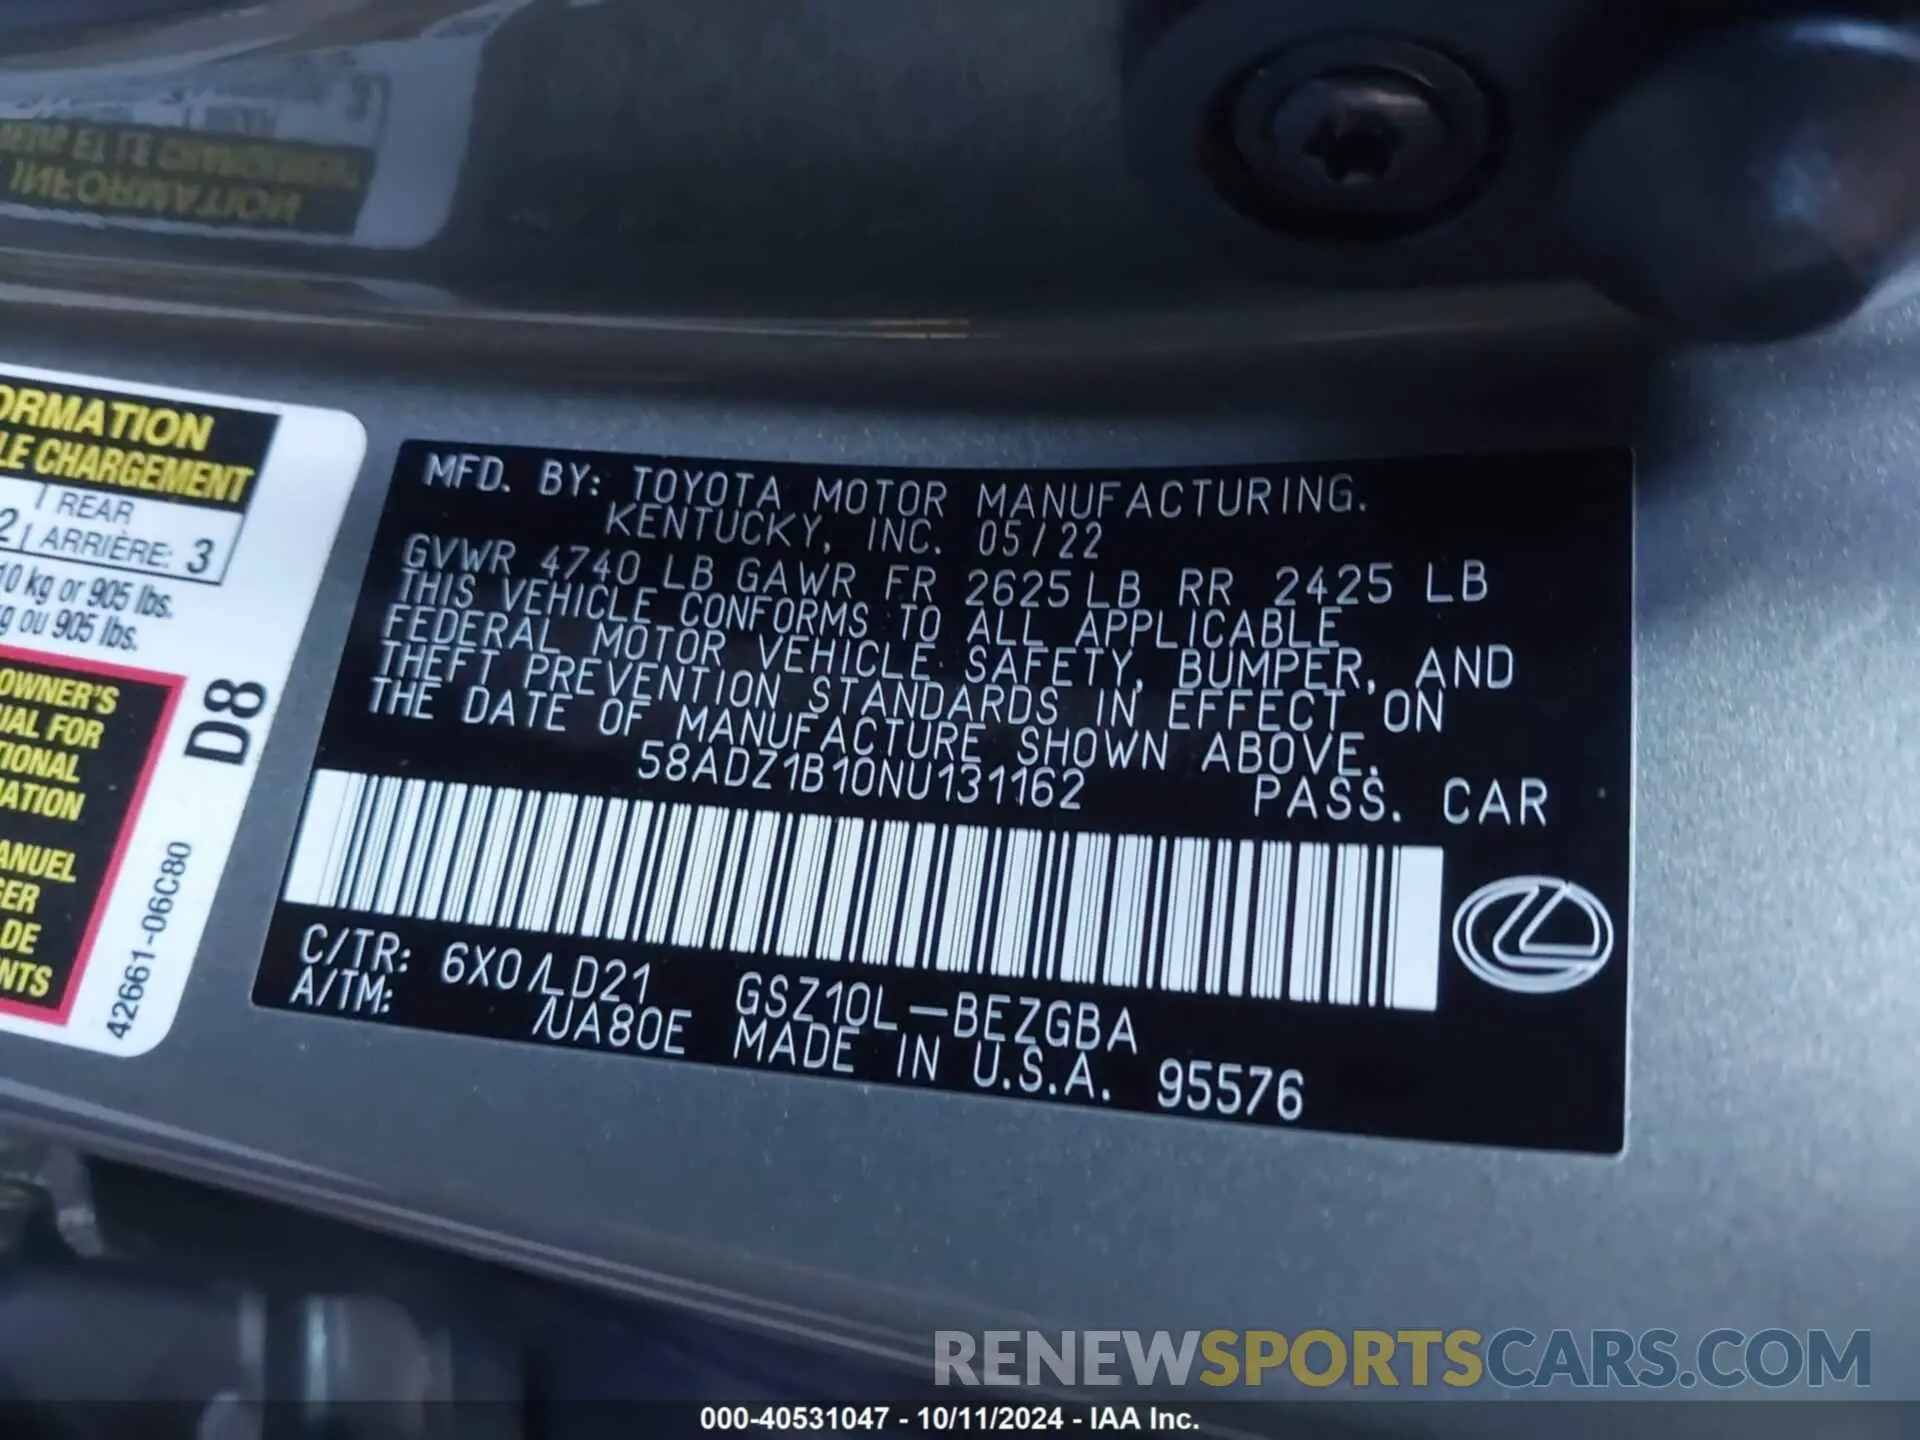 ORMATION
LE CHARGEMENT
REAR
2 ARRIÈRE: 3
10 kg or 905 lbs.
g ou 905 lbs.
OWNER'S
UAL FOR
TIONAL
MATION
ANUEL
GER
DE
NTS
D8
42661-06C80
MFD. BY: TOYOTA MOTOR MANUFACTURING.
KENTUCKY, INC. 05/22
GVWR 4740 LB GAWR FR 2625 LB RR 2425 LB
THIS VEHICLE CONFORMS TO ALL APPLICABLE
FEDERAL MOTOR VEHICLE SAFETY, BUMPER, AND
THEFT PREVENTION STANDARDS IN EFFECT ON
THE DATE OF MANUFACTURE SHOWN ABOVE.
58ADZ1B10NU131162 PASS. CAR
C/TR: 6X0/LD21 GSZ10L-BEZGBA
A/TM: /UA80E MADE IN U.S.A. 95576
RENEWSPORTSCARS.COM
000-40531047 - 10/11/2024 - IAA Inc.